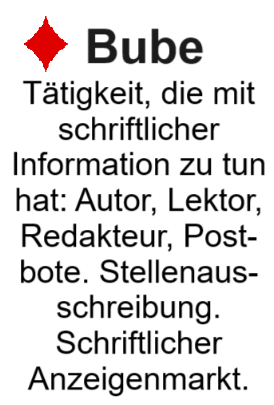 Bube
Tätigkeit, die mit
schriftlicher
Information zu tun
hat: Autor, Lektor,
Redakteur, Post-
bote. Stellenaus-
schreibung.
Schriftlicher
Anzeigenmarkt.